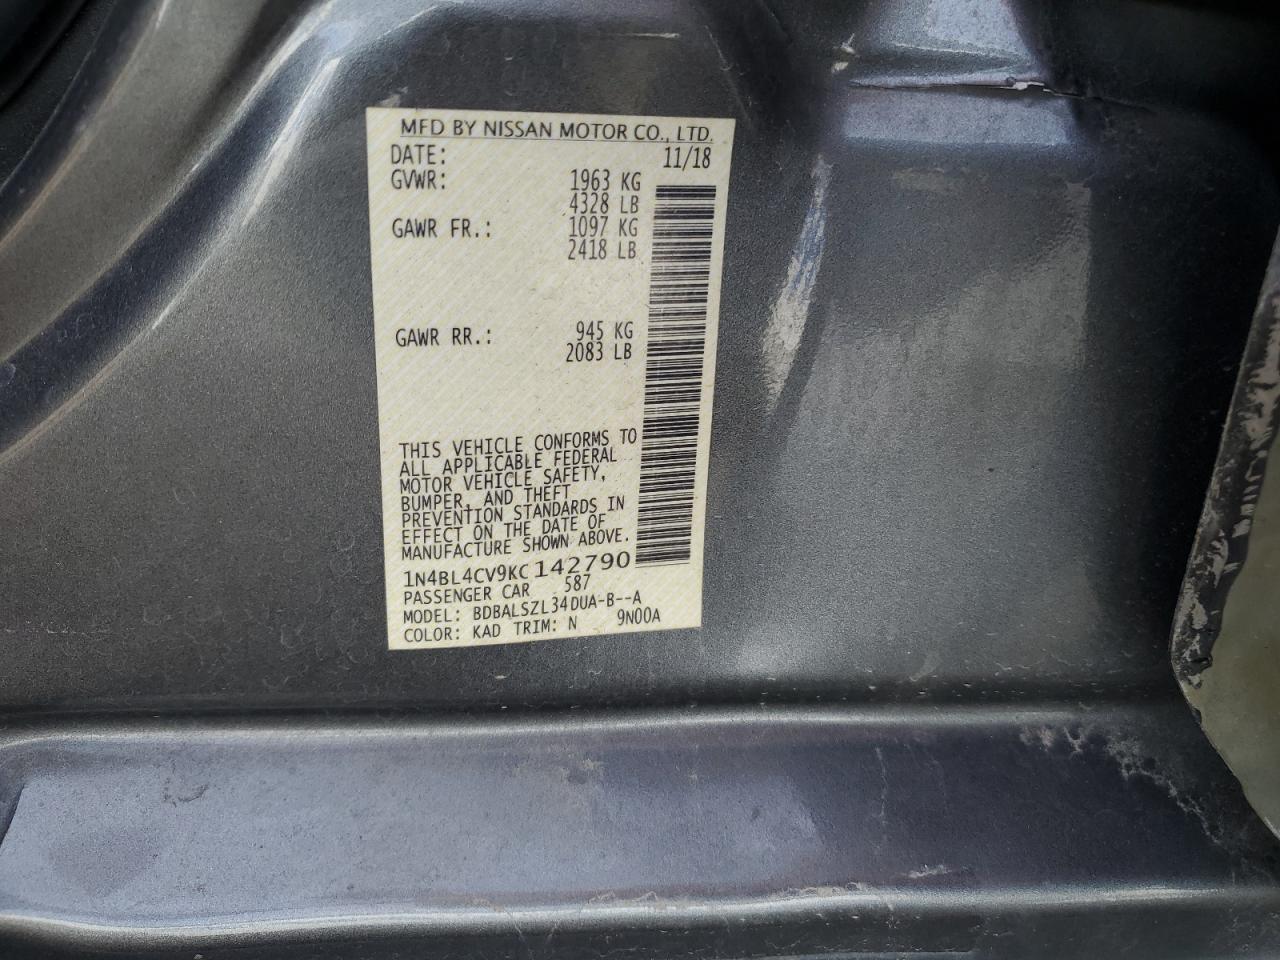 MFD BY NISSAN MOTOR CO., LTD.
DATE: 11/18
GVWR: 1963 KG
4328 LB
GAWR FR.: 1097 KG
2418 LB
GAWR RR.: 945 KG
2083 LB
THIS VEHICLE CONFORMS TO
ALL APPLICABLE FEDERAL
MOTOR VEHICLE SAFETY,
BUMPER, AND THEFT
PREVENTION STANDARDS IN
EFFECT ON THE DATE OF
MANUFACTURE SHOWN ABOVE.
1N4BL4CV9KC142790
PASSENGER CAR 587
MODEL: BDBALSZL34DUA-B--A
COLOR: KAD TRIM: N 9N00A